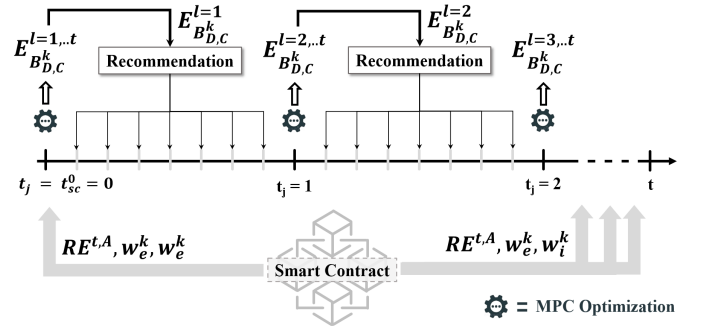 E^{l=1,..t}_{B^k_{D,C}} E^{l=1}_{B^k_{D,C}} E^{l=2,..t}_{B^k_{D,C}} E^{l=2}_{B^k_{D,C}} E^{l=3,..t}_{B^k_{D,C}}
Recommendation Recommendation
t_j = t^0_{sc} = 0 t_j = 1 t_j = 2 t
RE^{t,A}, w^k_e, w^k_e RE^{t,A}, w^k_e, w^k_i
Smart Contract
= MPC Optimization